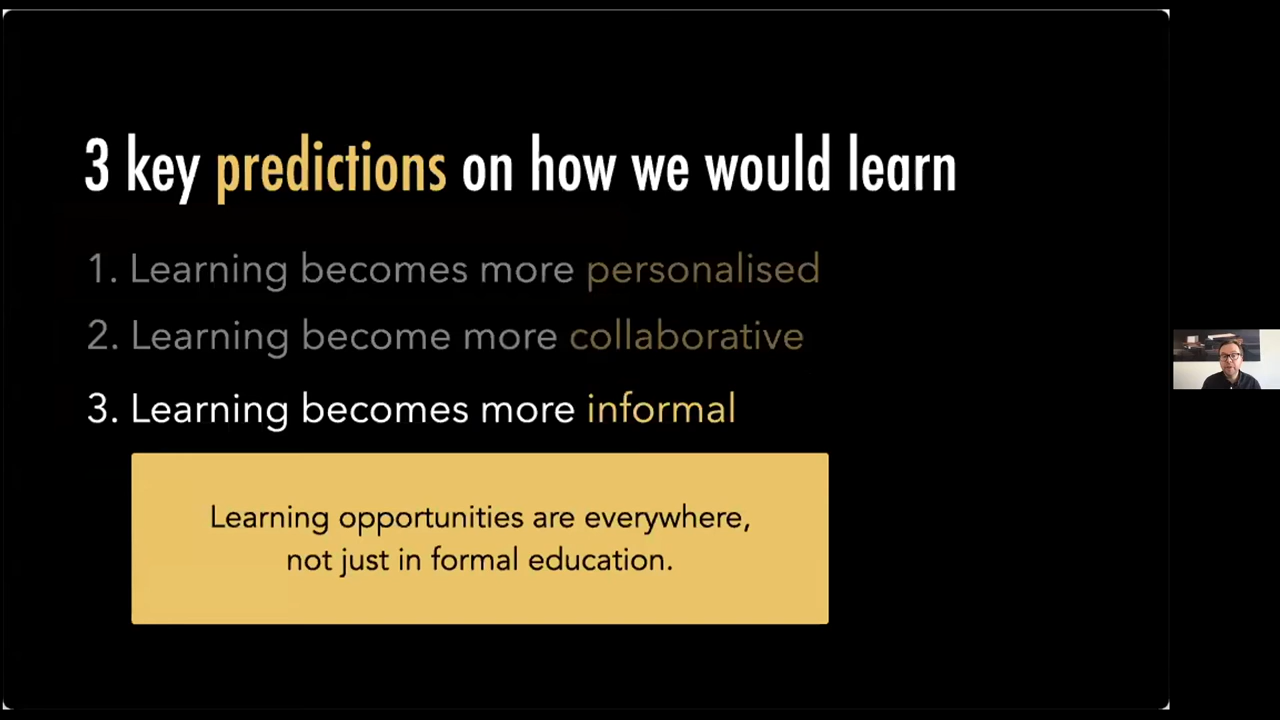 3 key predictions on how we would learn
1. Learning becomes more personalised
2. Learning become more collaborative
3. Learning becomes more informal
Learning opportunities are everywhere,
not just in formal education.